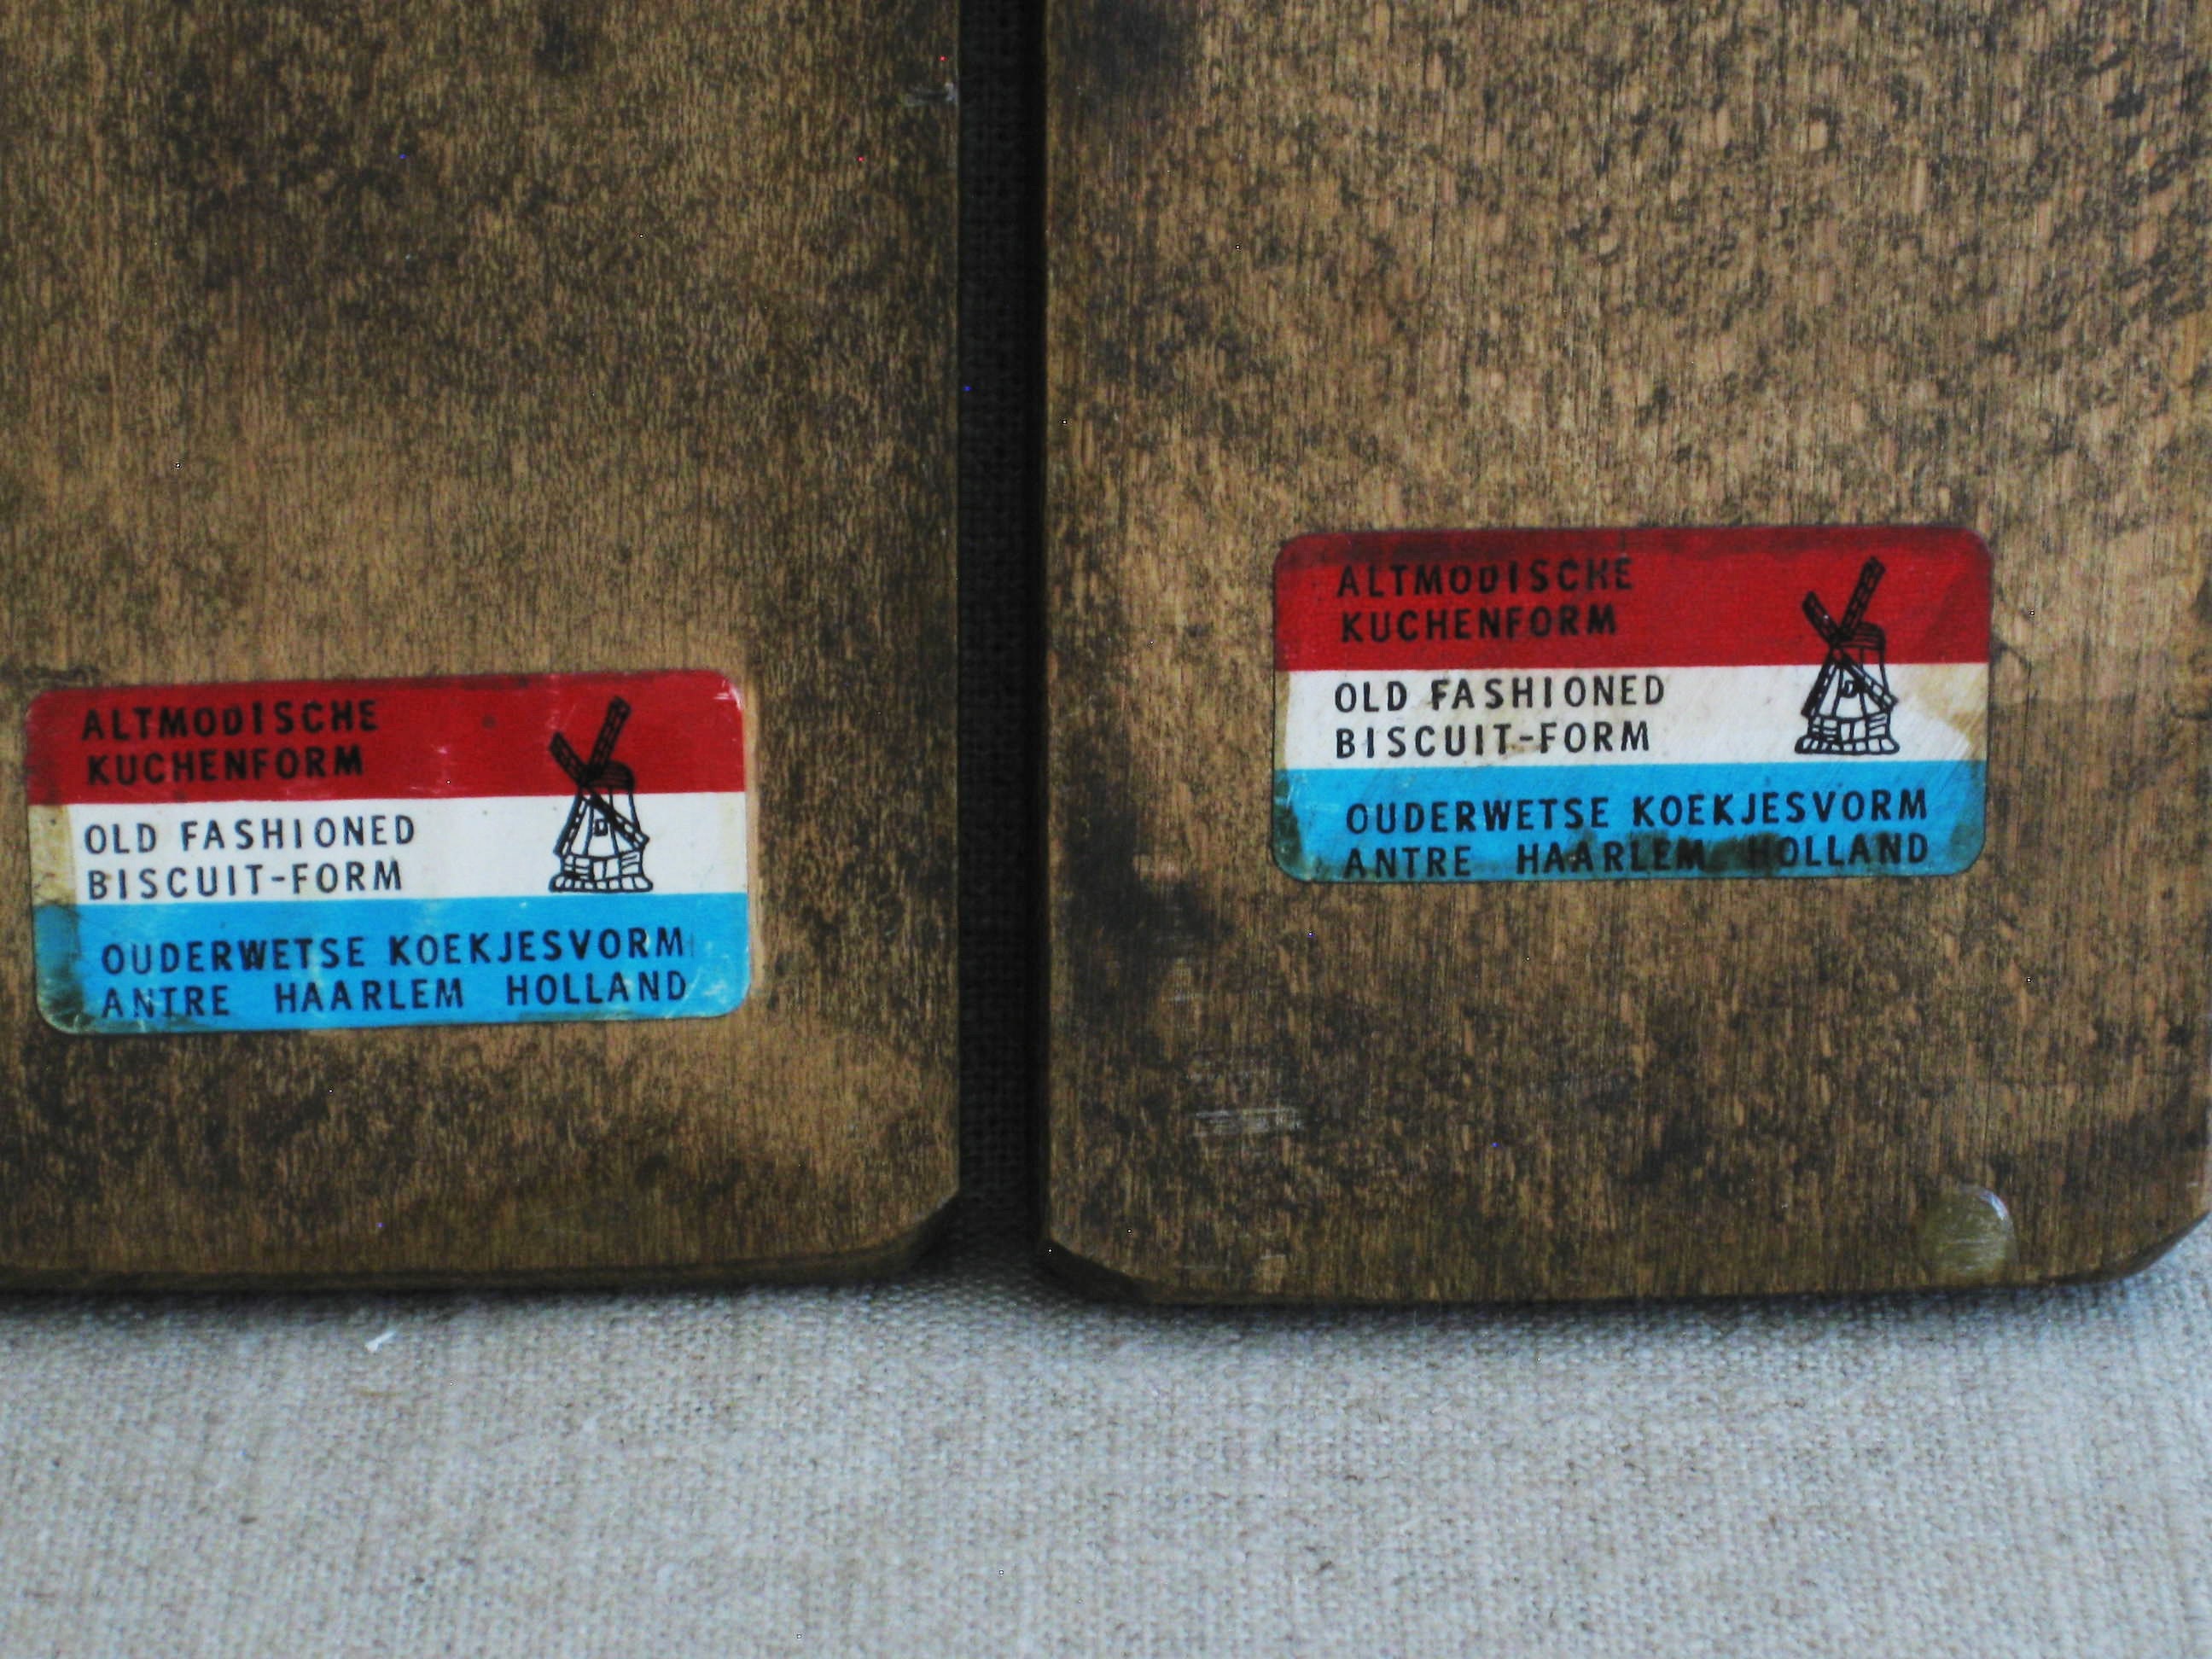 ALTMODISCHE
KUCHENFORM
OLD FASHIONED
BISCUIT-FORM
OUDERWETSE KOEKJESVORM
ANTRE HAARLEM HOLLAND
ALTMODISCHE
KUCHENFORM
OLD FASHIONED
BISCUIT-FORM
OUDERWETSE KOEKJESVORM
ANTRE HAARLEM HOLLAND